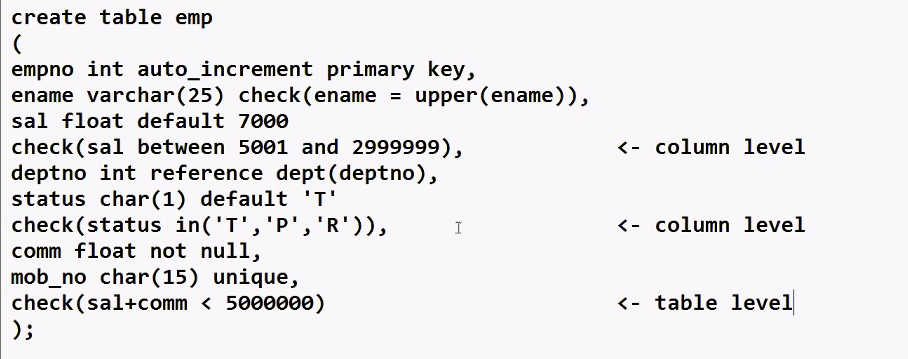 create table emp
(
empno int auto_increment primary key,
ename varchar(25) check(ename = upper(ename)),
sal float default 7000
check(sal between 5001 and 2999999), <- column level
deptno int reference dept(deptno),
status char(1) default 'T'
check(status in('T','P','R')), <- column level
comm float not null,
mob_no char(15) unique,
check(sal+comm < 5000000) <- table level
);